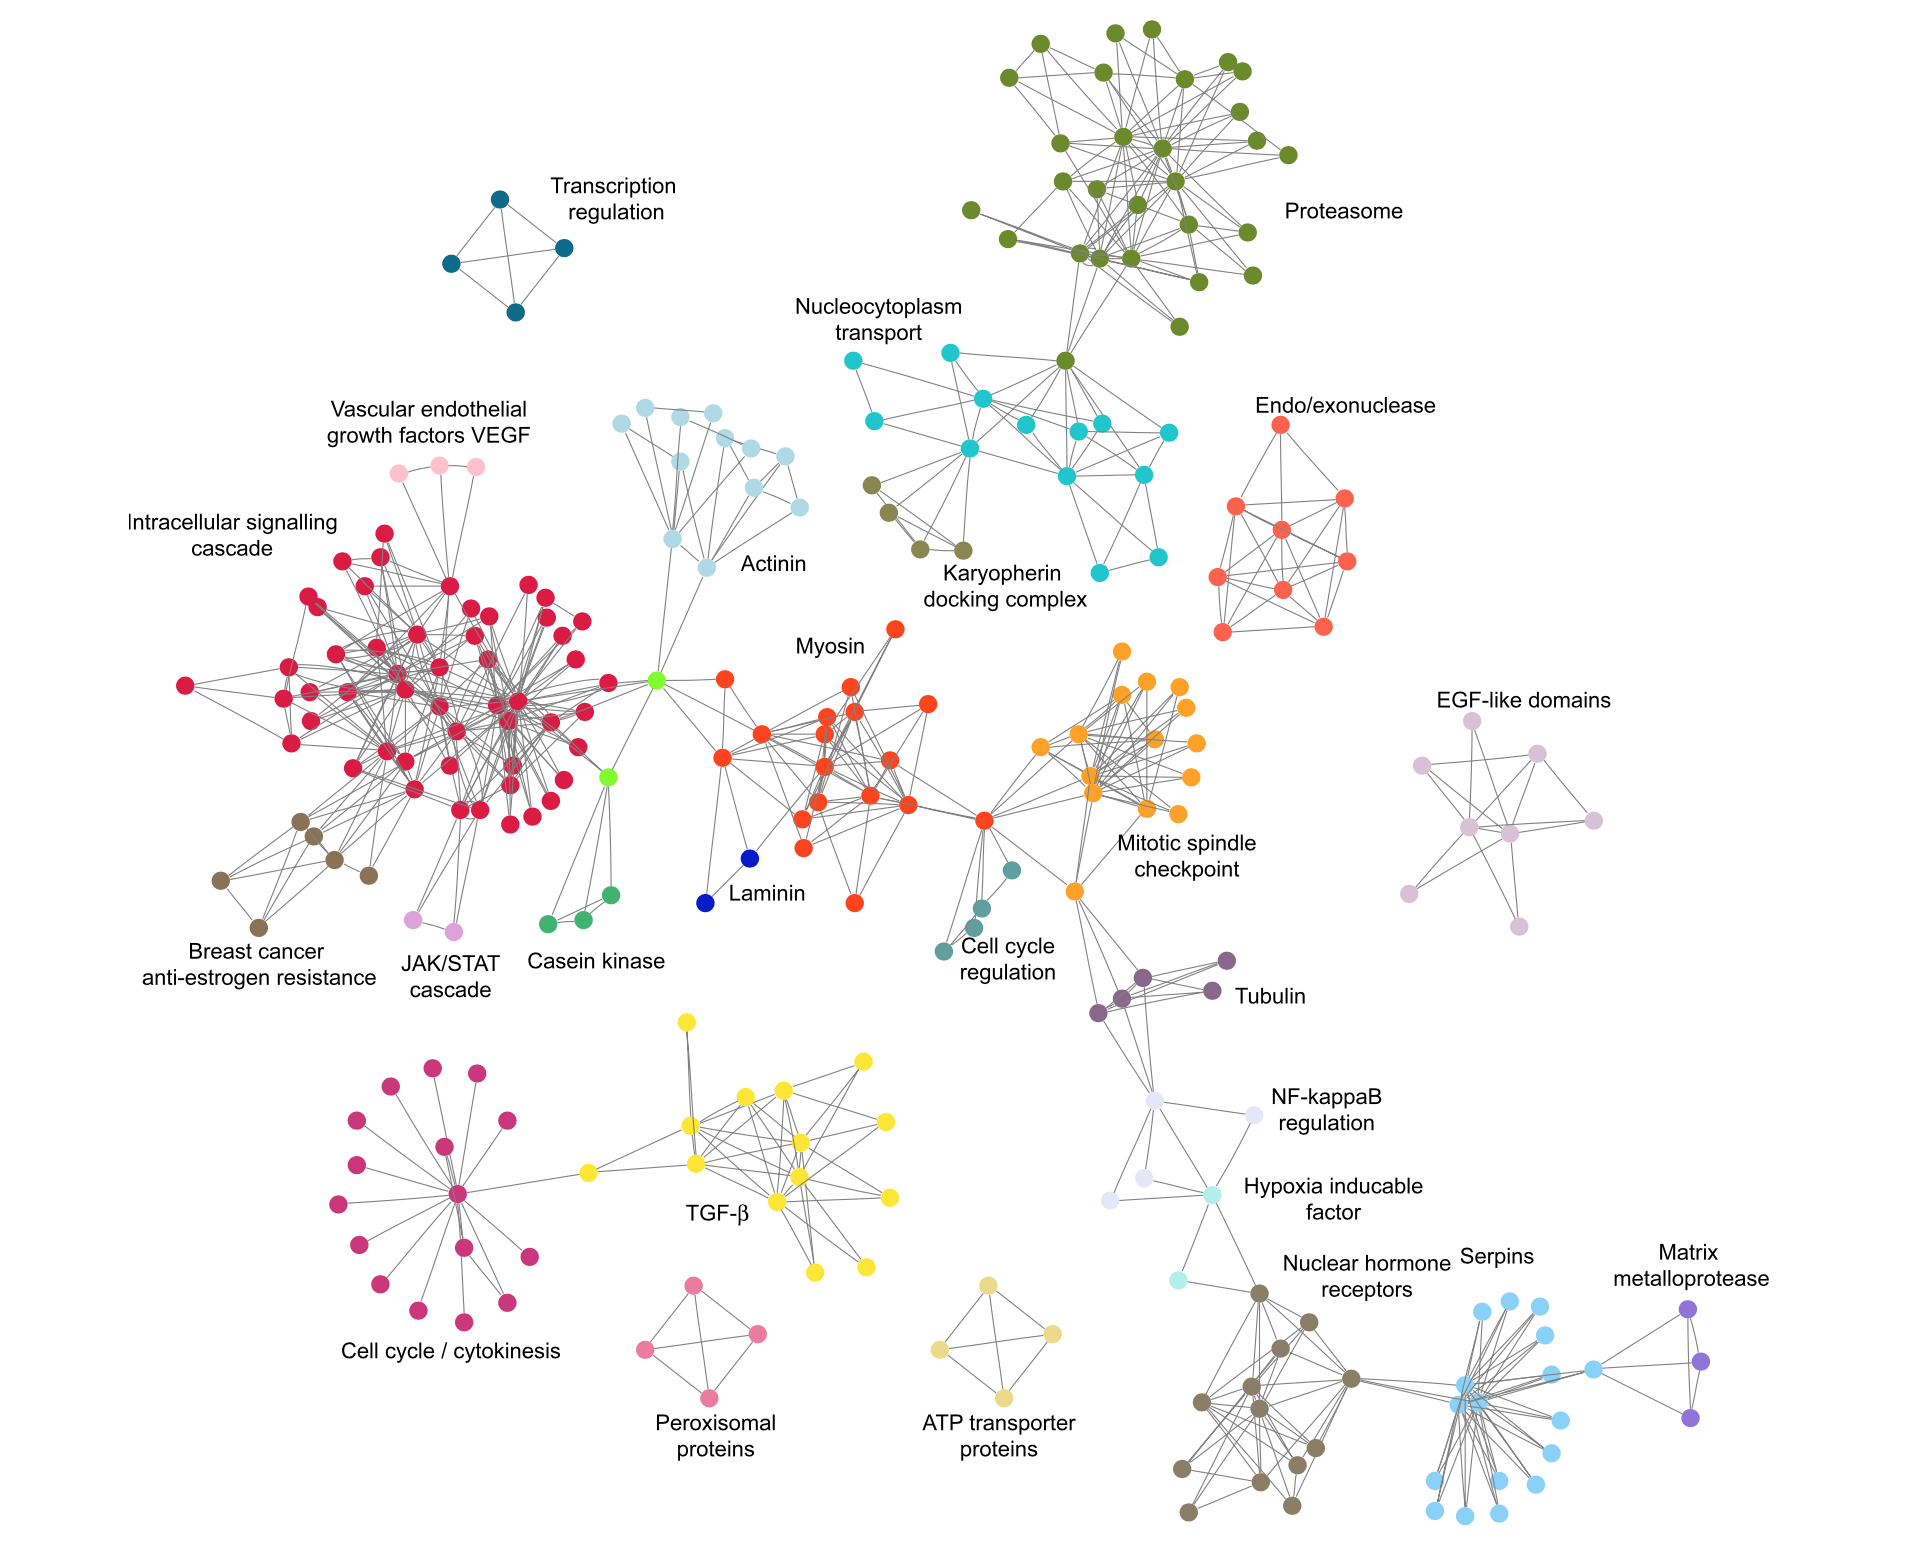 Transcription
regulation
Proteasome
Nucleocytoplasm
transport
Vascular endothelial
growth factors VEGF
Endo/exonuclease
Intracellular signalling
cascade
Actinin
Karyopherin
docking complex
Myosin
EGF-like domains
Mitotic spindle
checkpoint
Laminin
Breast cancer
anti-estrogen resistance
JAK/STAT
cascade
Casein kinase
Cell cycle
regulation
Tubulin
NF-kappaB
regulation
TGF-β
Hypoxia inducable
factor
Nuclear hormone
receptors
Serpins
Matrix
metalloprotease
Cell cycle / cytokinesis
Peroxisomal
proteins
ATP transporter
proteins